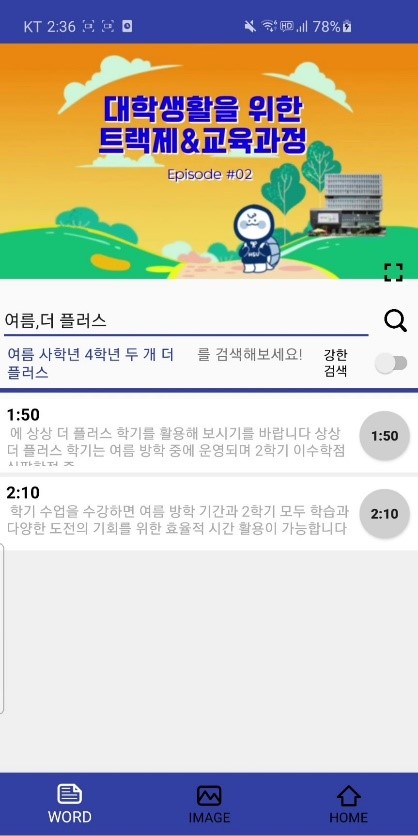 KT 2:36
78%
대학생활을 위한
트랙제&교육과정
Episode #02
여름,더 플러스
여름 사학년 4학년 두 개 더
플러스
를 검색해보세요!
강한
검색
1:50
에 상상 더 플러스 학기를 활용해 보시기를 바랍니다 상상
더 플러스 학기는 여름 방학 중에 운영되며 2학기 이수학점
1:50
2:10
학기 수업을 수강하면 여름 방학 기간과 2학기 모두 학습과
다양한 도전의 기회를 위한 효율적 시간 활용이 가능합니다
2:10
WORD
IMAGE
HOME